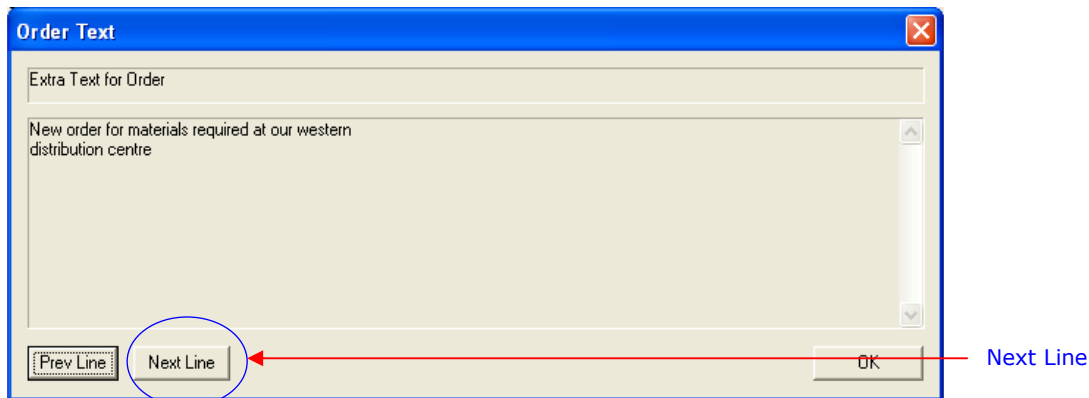 Order Text
Extra Text for Order
New order for materials required at our western
distribution centre
Prev Line
Next Line
OK
Next Line